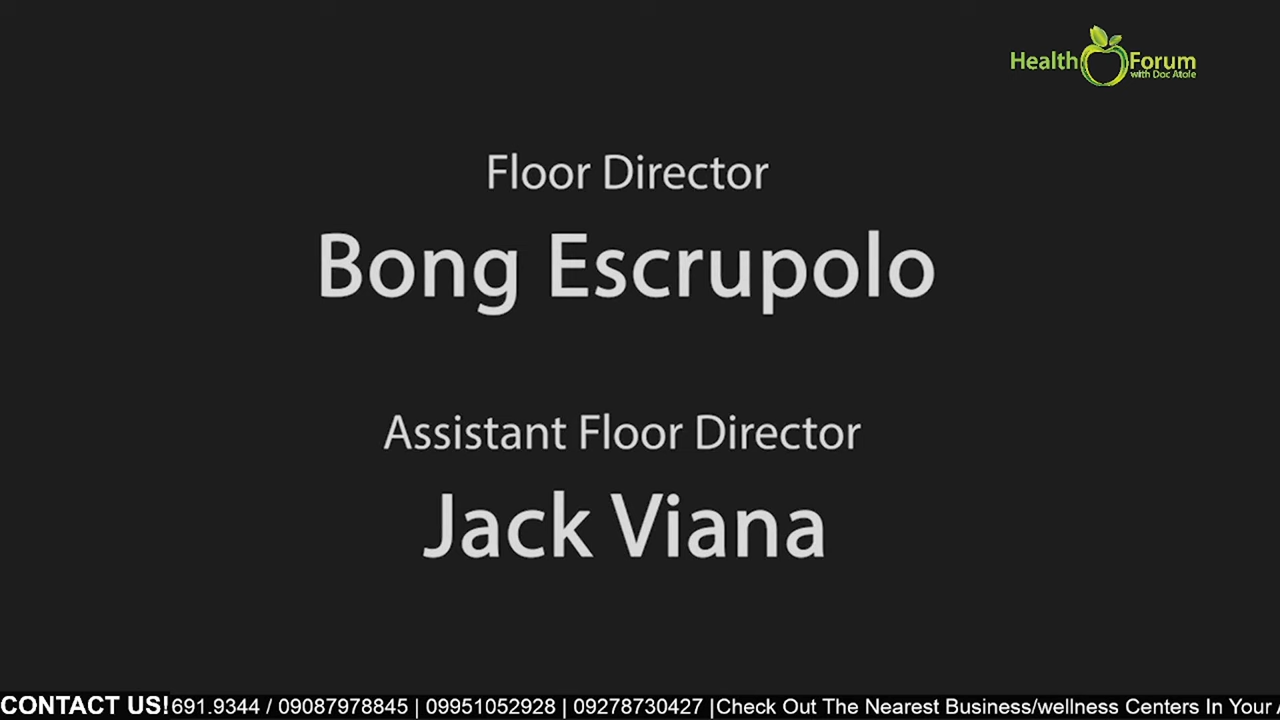 Health Forum
with Doc Atole
Floor Director
Bong Escrupolo
Assistant Floor Director
Jack Viana
CONTACT US! 691.9344 / 09087978845 | 09951052928 | 09278730427 |Check Out The Nearest Business/wellness Centers In Your